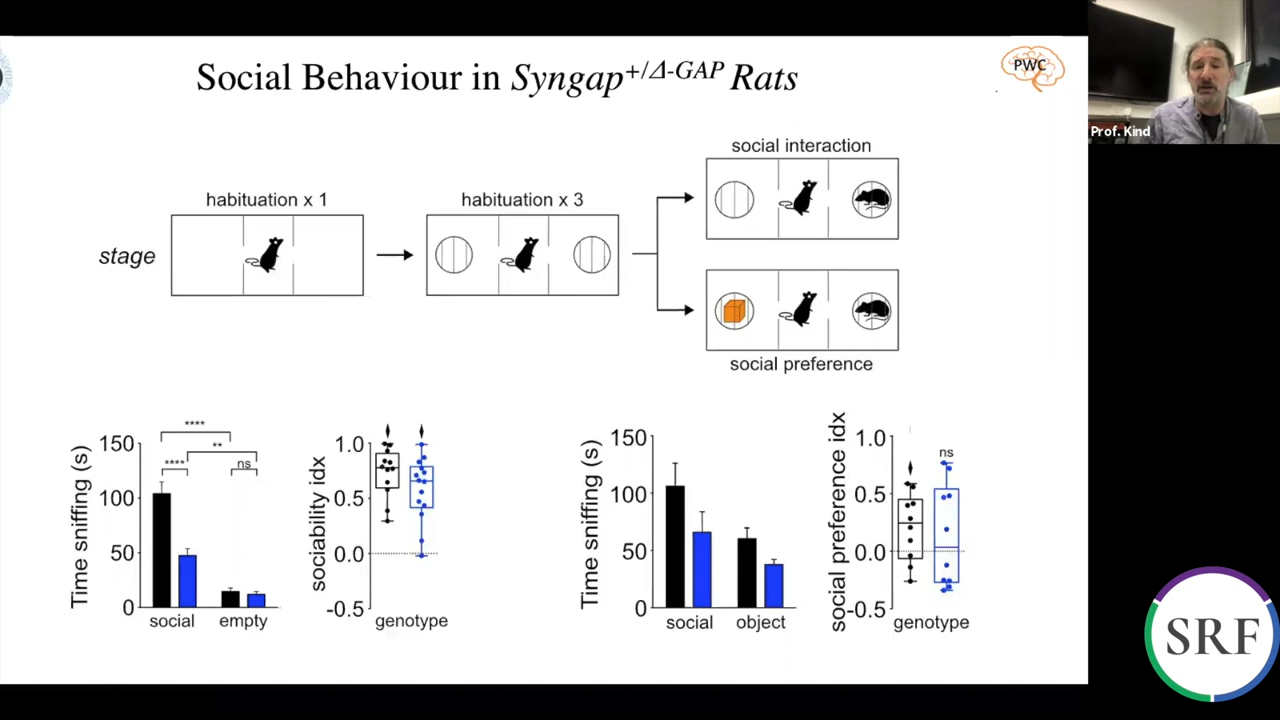 Social Behaviour in Syngap+/Δ-GAP Rats
PWC
Prof. Kind
social interaction
habituation x 1
habituation x 3
stage
social preference
Time sniffing (s)
150
100
50
0
****
**
****
ns
social
empty
sociability idx
1.0
0.5
0.0
-0.5
genotype
Time sniffing (s)
150
100
50
0
social
object
social preference idx
1.0
0.5
0.0
-0.5
ns
genotype
SRF